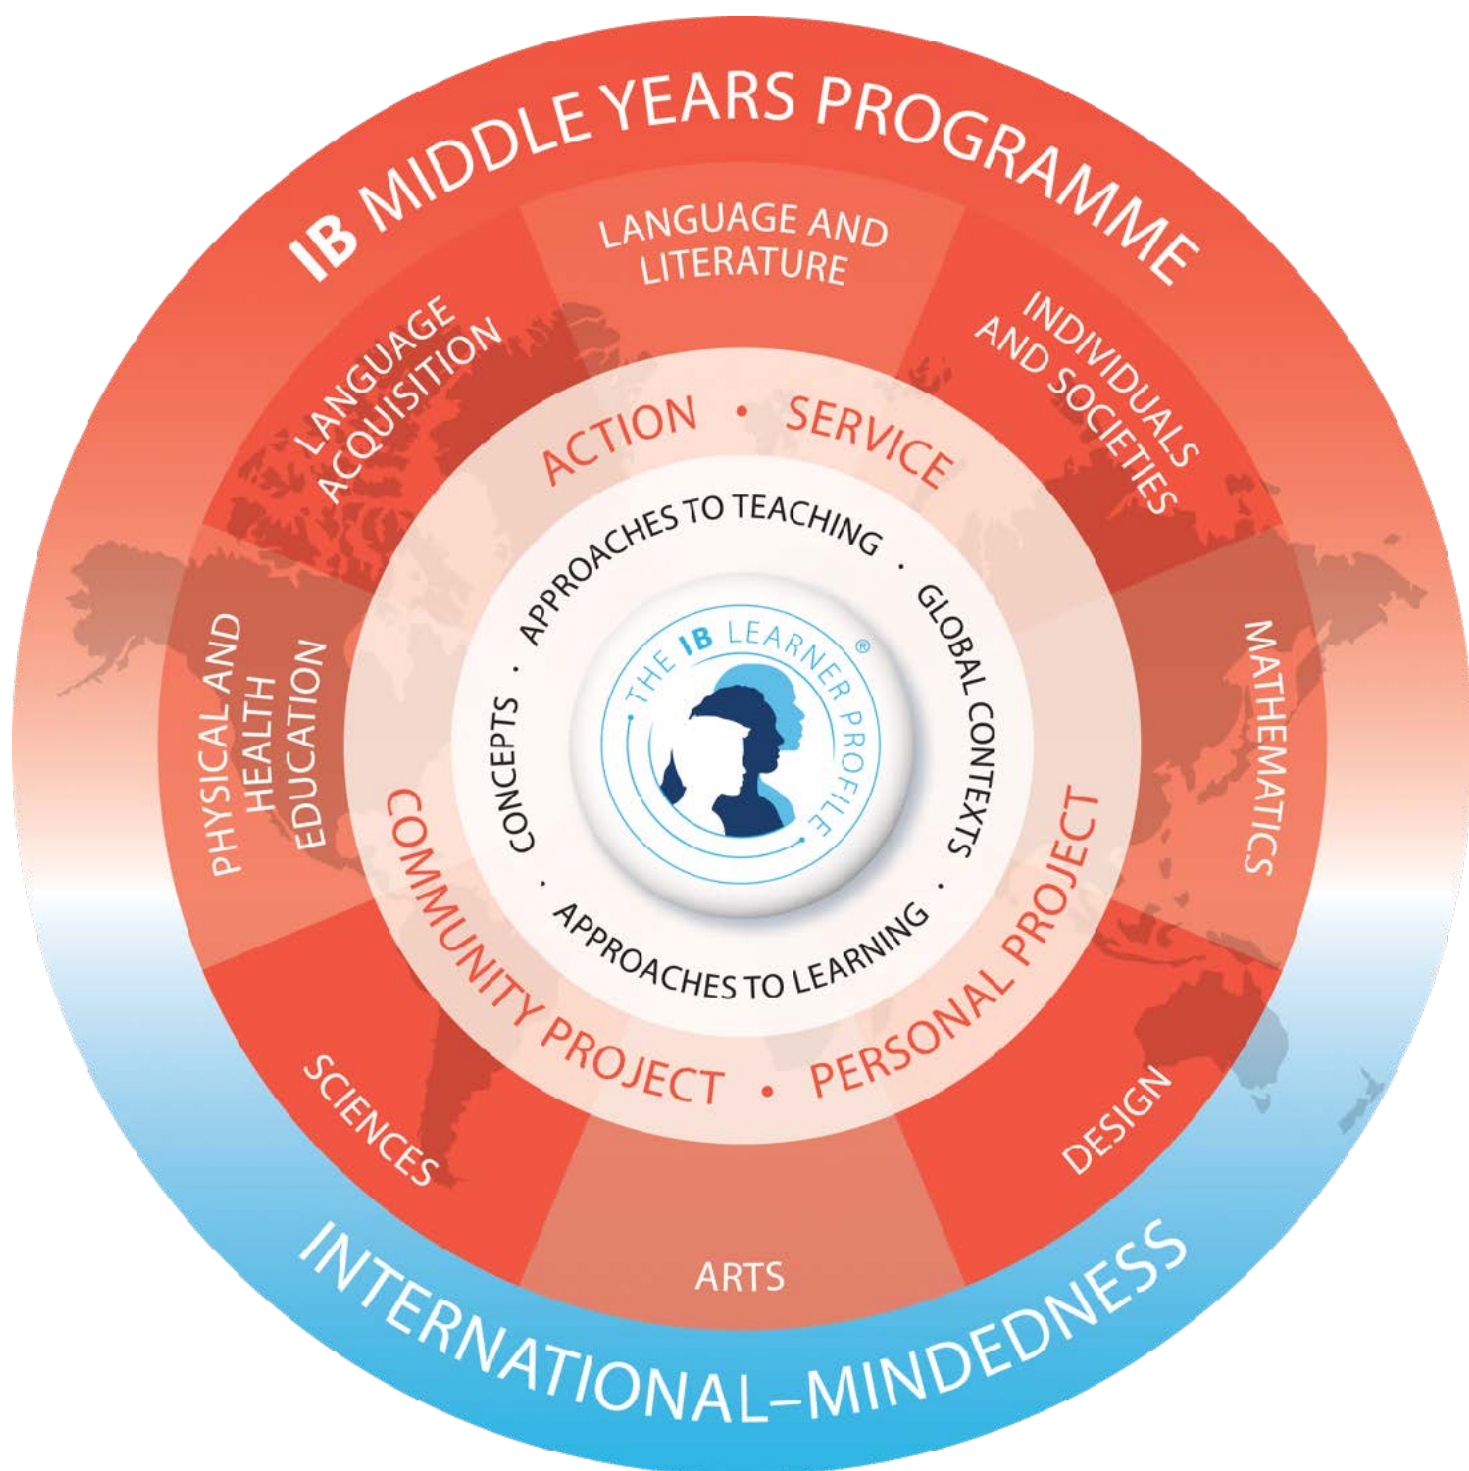 IB MIDDLE YEARS PROGRAMME
LANGUAGE AND
LITERATURE
INDIVIDUALS
AND SOCIETIES
MATHEMATICS
DESIGN
ARTS
SCIENCES
PHYSICAL AND
HEALTH
EDUCATION
LANGUAGE
ACQUISITION
ACTION • SERVICE
COMMUNITY PROJECT • PERSONAL PROJECT
APPROACHES TO TEACHING · GLOBAL CONTEXTS ·
CONCEPTS · APPROACHES TO LEARNING ·
THE IB LEARNER PROFILE ®
INTERNATIONAL–MINDEDNESS